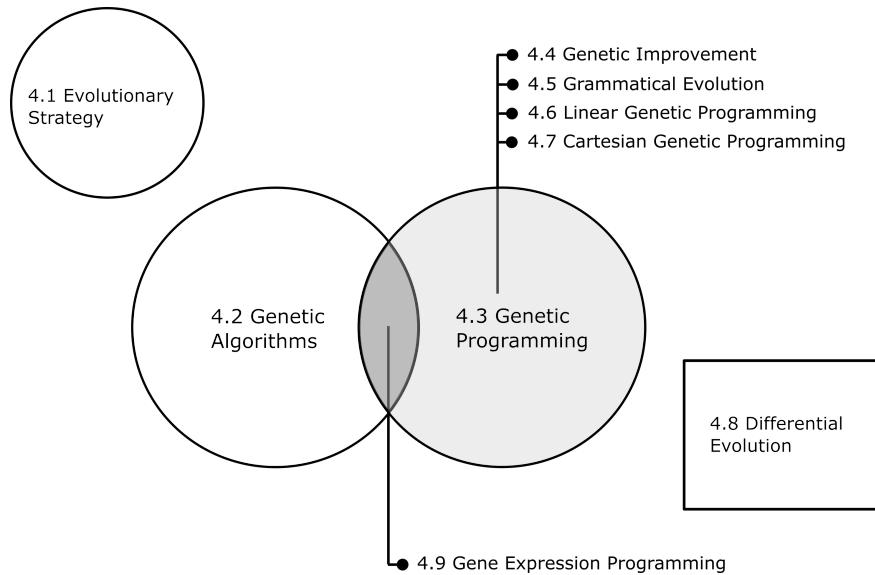 4.1 Evolutionary
Strategy
4.4 Genetic Improvement
4.5 Grammatical Evolution
4.6 Linear Genetic Programming
4.7 Cartesian Genetic Programming
4.2 Genetic
Algorithms
4.3 Genetic
Programming
4.8 Differential
Evolution
4.9 Gene Expression Programming